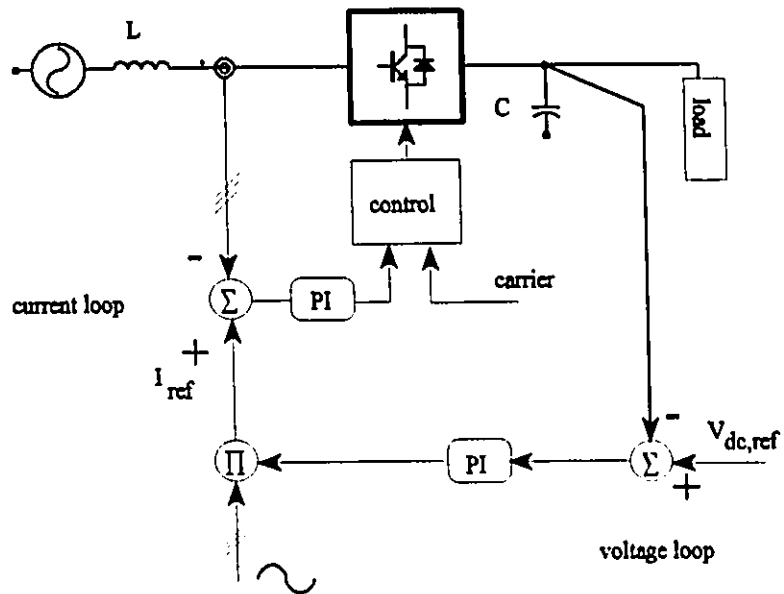 L
C
load
control
-
carrier
Σ
PI
current loop
+
I ref
-
V dc,ref
Π
PI
Σ
+
voltage loop